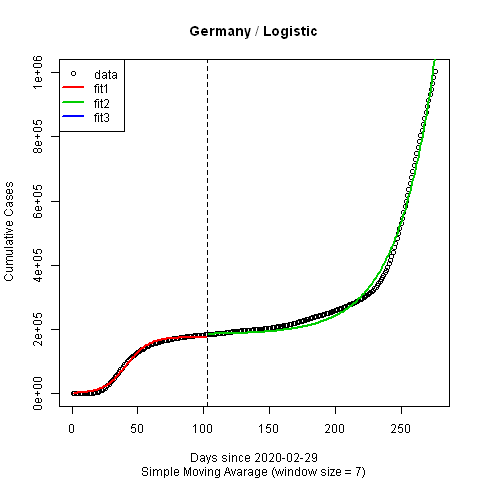 Germany / Logistic
data
fit1
fit2
fit3
Cumulative Cases
1e+06
8e+05
6e+05
4e+05
2e+05
0e+00
0 50 100 150 200 250
Days since 2020-02-29
Simple Moving Avarage (window size = 7)